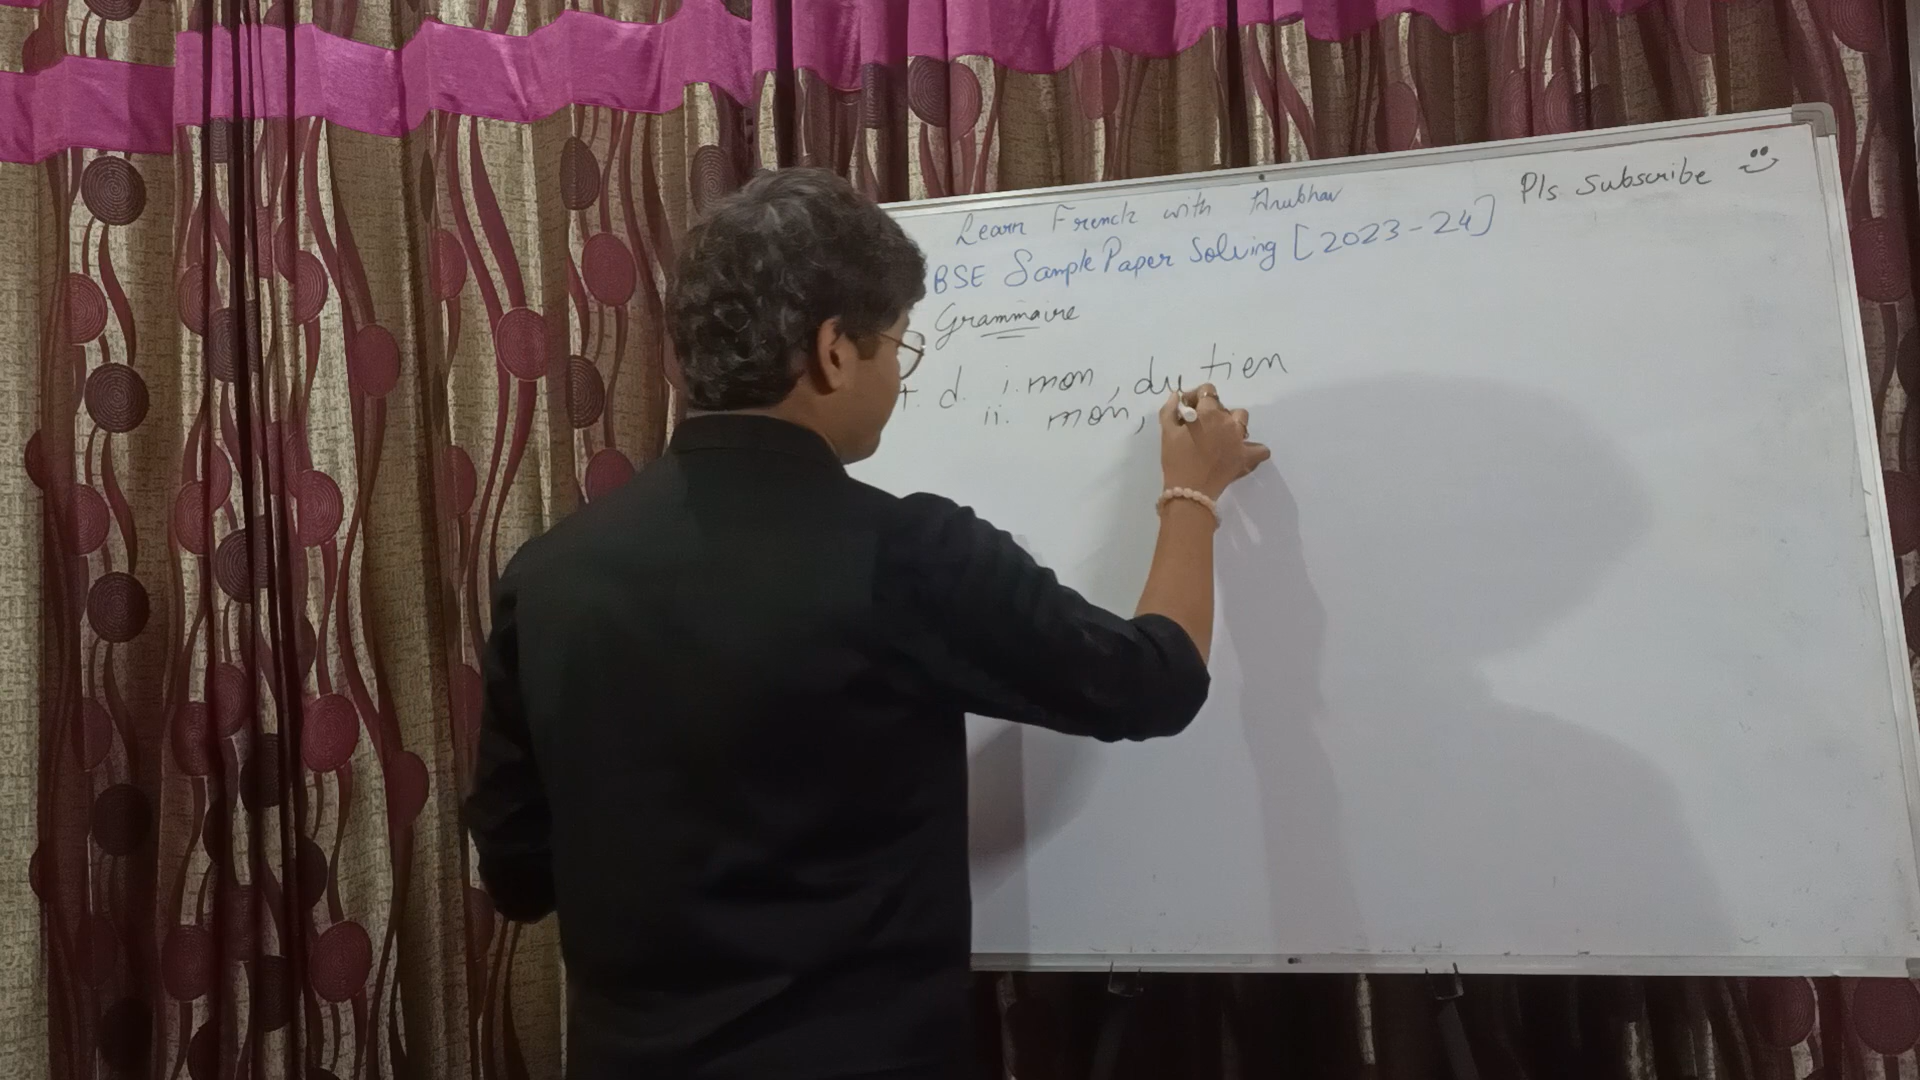 Learn French with Anubhav
Pls Subscribe
BSE Sample Paper Solving [2023-24]
Grammaire
d. i. mon, du tien
ii. mon,